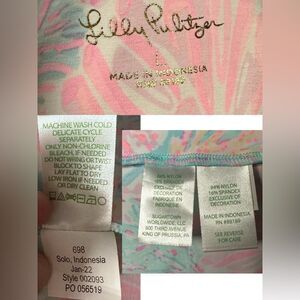 Lilly Pulitzer
L
MADE IN INDONESIA
MACHINE WASH COLD
DELICATE CYCLE
SEPARATELY
ONLY NON-CHLORINE
BLEACH, IF NEEDED
DO NOT WRING OR TWIST
BLOCK TO SHAPE
LAY FLAT TO DRY
LOW IRON IF NEEDED
OR DRY CLEAN
698
Solo, Indonesia
Jan-22
Style 002093
PO 056519
84% NYLON
16% SPANDEX
EXCLUSIVE OF
DECORATION
FABRIQUÉ EN
INDONESIE
SUGARTOWN
WORLDWIDE, LLC
800 THIRD AVENUE
KING OF PRUSSIA, PA
84% NYLON
16% SPANDEX
EXCLUSIVE OF
DECORATION
MADE IN INDONESIA
SEE REVERSE
FOR CARE